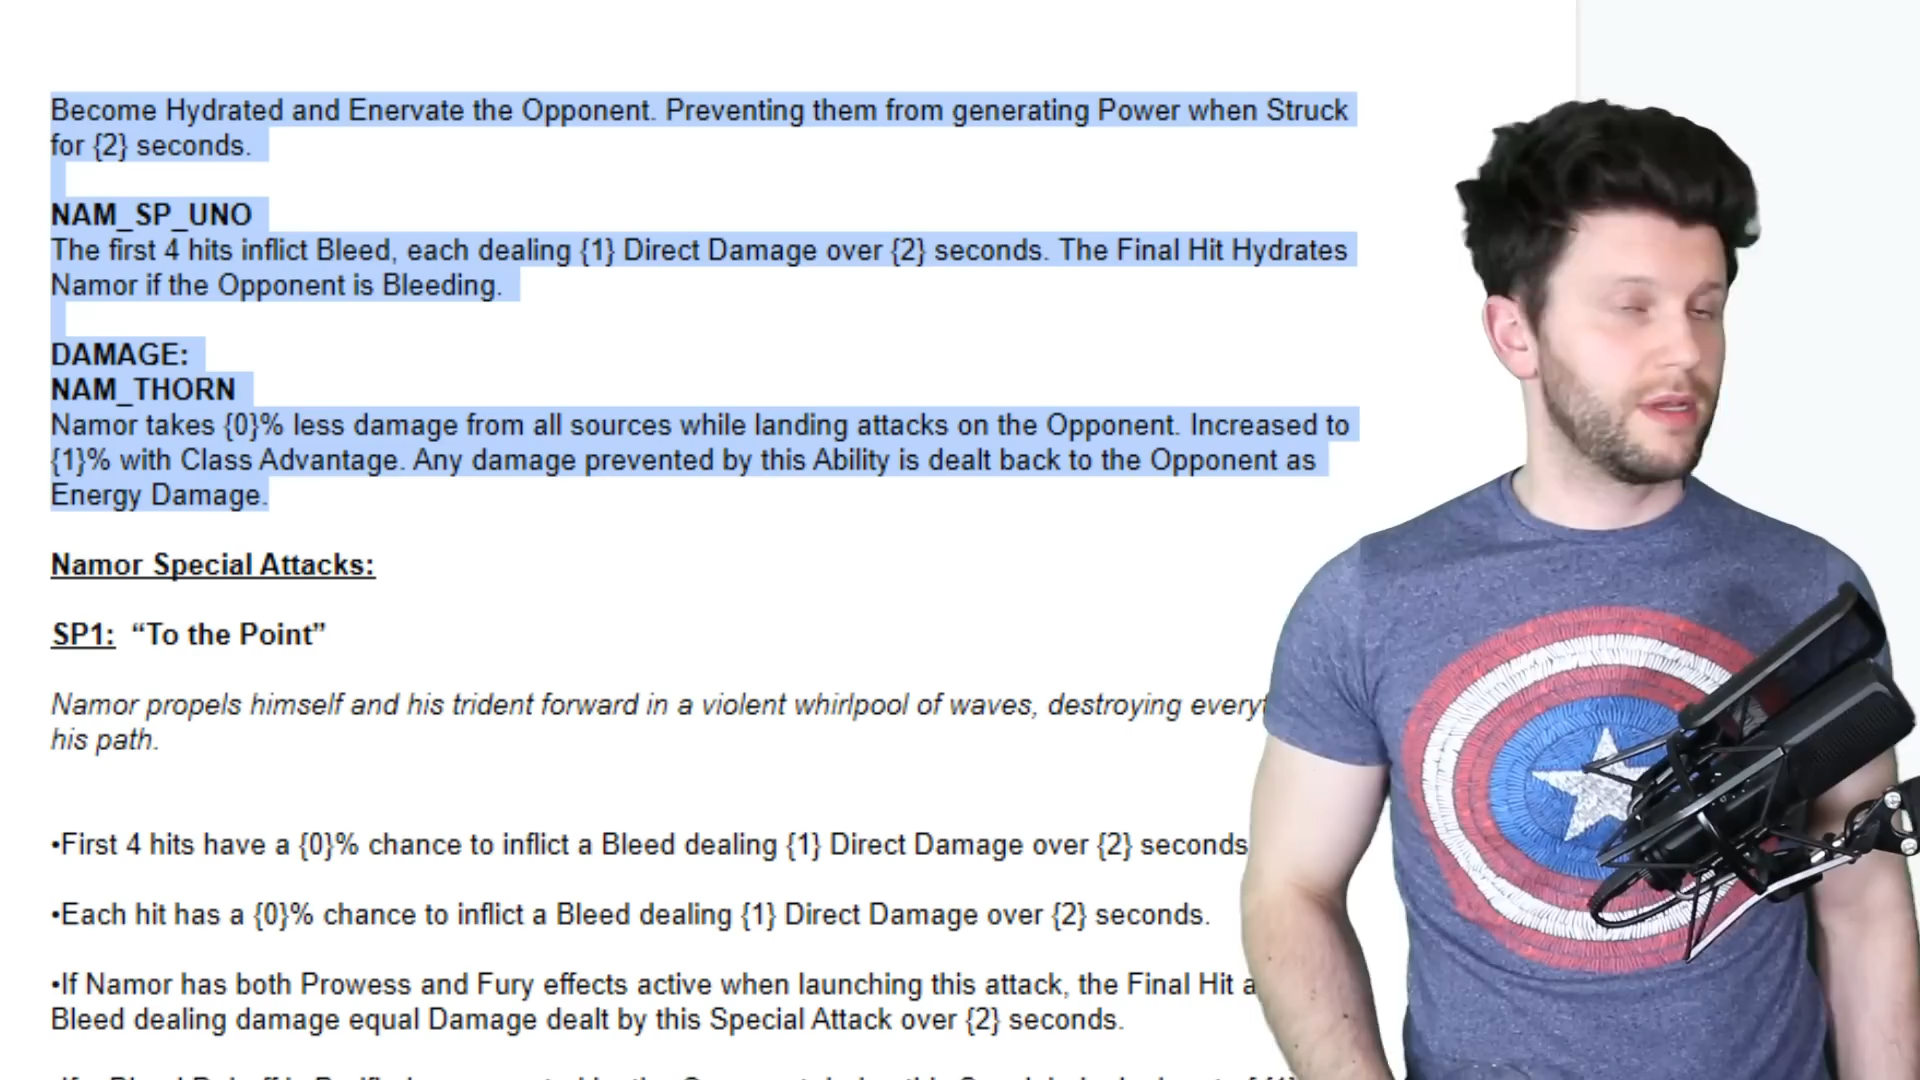 Become Hydrated and Enervate the Opponent. Preventing them from generating Power when Struck
for {2} seconds.
NAM_SP_UNO
The first 4 hits inflict Bleed, each dealing {1} Direct Damage over {2} seconds. The Final Hit Hydrates
Namor if the Opponent is Bleeding.
DAMAGE:
NAM_THORN
Namor takes {0}% less damage from all sources while landing attacks on the Opponent. Increased to
{1}% with Class Advantage. Any damage prevented by this Ability is dealt back to the Opponent as
Energy Damage.
Namor Special Attacks:
SP1: “To the Point”
Namor propels himself and his trident forward in a violent whirlpool of waves, destroying
his path.
•First 4 hits have a {0}% chance to inflict a Bleed dealing {1} Direct Damage over {2} seconds
•Each hit has a {0}% chance to inflict a Bleed dealing {1} Direct Damage over {2} seconds.
•If Namor has both Prowess and Fury effects active when launching this attack, the Final Hit
Bleed dealing damage equal Damage dealt by this Special Attack over {2} seconds.